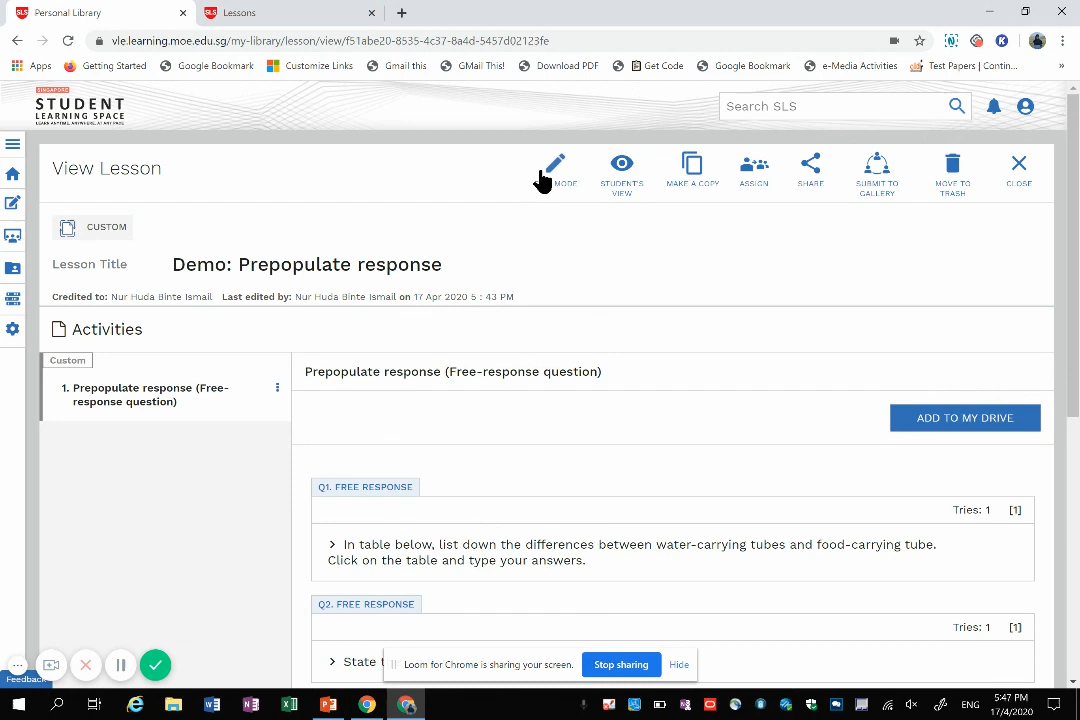 Personal Library
Lessons
vle.learning.moe.edu.sg/my-library/lesson/view/f51abe20-8535-4c37-8a4d-5457d02123fe
Apps
Getting Started
Google Bookmark
Customize Links
Gmail this
GMail This!
Download PDF
Get Code
Google Bookmark
e-Media Activities
Test Papers | Contin...
SINGAPORE
STUDENT
LEARNING SPACE
LEARN ANYTIME, ANYWHERE, AT ANY PACE
Search SLS
View Lesson
MODE
STUDENT'S
VIEW
MAKE A COPY
ASSIGN
SHARE
SUBMIT TO
GALLERY
MOVE TO
TRASH
CLOSE
CUSTOM
Lesson Title
Demo: Prepopulate response
Credited to: Nur Huda Binte Ismail Last edited by: Nur Huda Binte Ismail on 17 Apr 2020 5 : 43 PM
Activities
Custom
1. Prepopulate response (Free-
response question)
Prepopulate response (Free-response question)
ADD TO MY DRIVE
Q1. FREE RESPONSE
Tries: 1 [1]
In table below, list down the differences between water-carrying tubes and food-carrying tube.
Click on the table and type your answers.
Q2. FREE RESPONSE
Tries: 1 [1]
State
Loom for Chrome is sharing your screen.
Stop sharing
Hide
Feedback
ENG
5:47 PM
17/4/2020